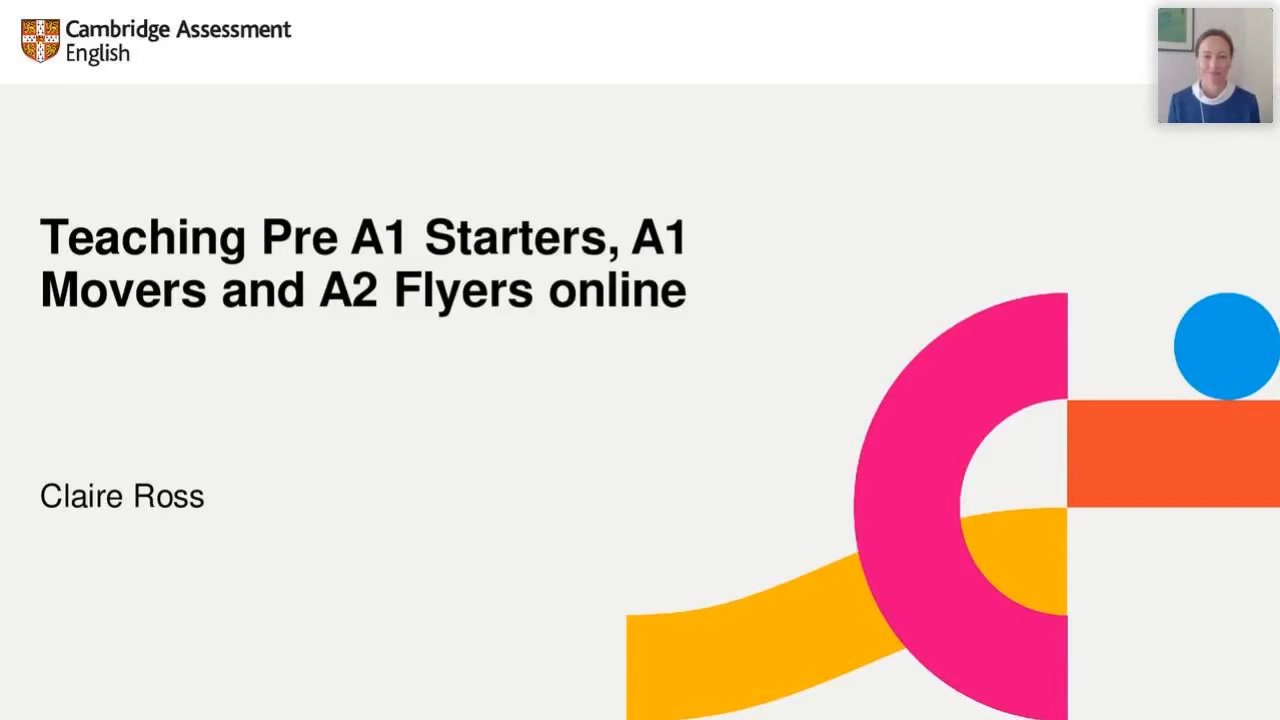 Cambridge Assessment
English
Teaching Pre A1 Starters, A1
Movers and A2 Flyers online
Claire Ross